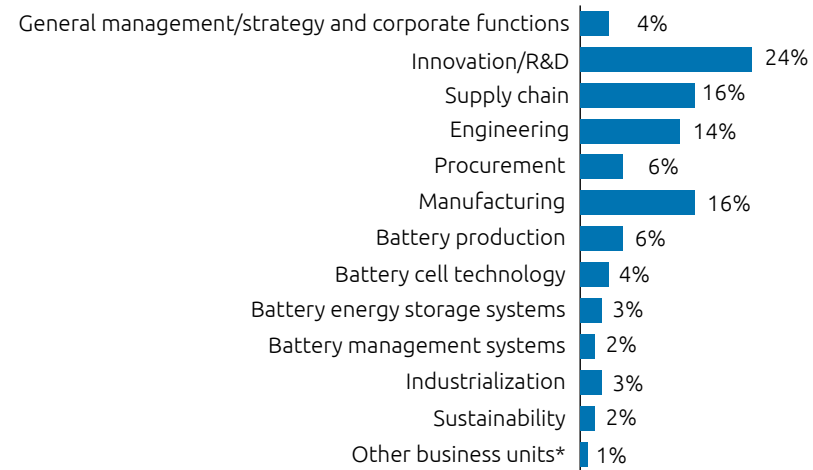 General management/strategy and corporate functions 4%
Innovation/R&D 24%
Supply chain 16%
Engineering 14%
Procurement 6%
Manufacturing 16%
Battery production 6%
Battery cell technology 4%
Battery energy storage systems 3%
Battery management systems 2%
Industrialization 3%
Sustainability 2%
Other business units* 1%